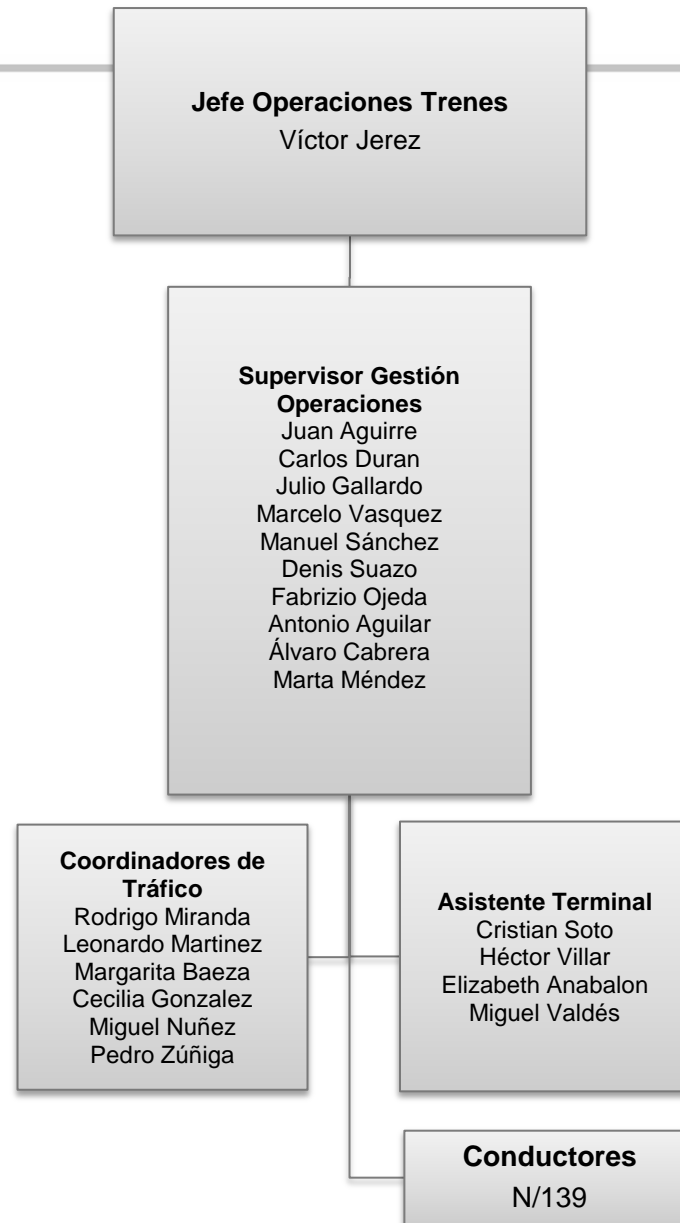 Jefe Operaciones Trenes
Víctor Jerez
Supervisor Gestión
Operaciones
Juan Aguirre
Carlos Duran
Julio Gallardo
Marcelo Vasquez
Manuel Sánchez
Denis Suazo
Fabrizio Ojeda
Antonio Aguilar
Álvaro Cabrera
Marta Méndez
Coordinadores de
Tráfico
Rodrigo Miranda
Leonardo Martinez
Margarita Baeza
Cecilia Gonzalez
Miguel Nuñez
Pedro Zúñiga
Asistente Terminal
Cristian Soto
Héctor Villar
Elizabeth Anabalon
Miguel Valdés
Conductores
N/139